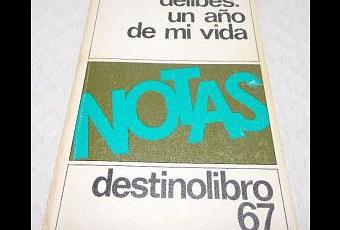 delibes:
un año
de mi vida
NOTAS
destinolibro
67